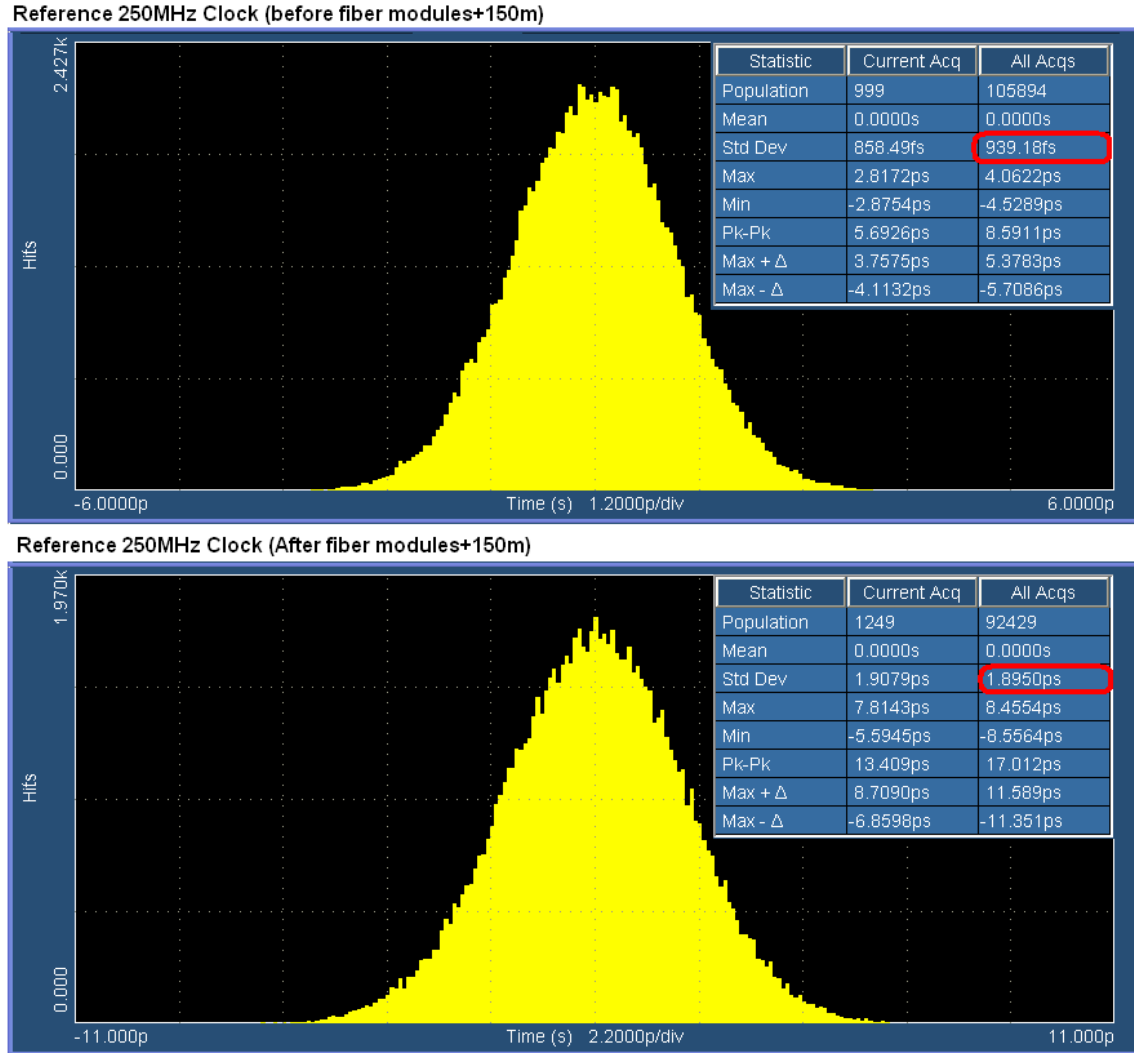 Reference 250MHz Clock (before fiber modules+150m)
2.427k
Hits
0.000
-6.0000p
Time (s) 1.2000p/div
6.0000p
Statistic Current Acq All Acqs
Population 999 105894
Mean 0.0000s 0.0000s
Std Dev 858.49fs 939.18fs
Max 2.8172ps 4.0622ps
Min -2.8754ps -4.5289ps
Pk-Pk 5.6926ps 8.5911ps
Max + Δ 3.7575ps 5.3783ps
Max - Δ -4.1132ps -5.7086ps
Reference 250MHz Clock (After fiber modules+150m)
1.970k
Hits
0.000
-11.000p
Time (s) 2.2000p/div
11.000p
Statistic Current Acq All Acqs
Population 1249 92429
Mean 0.0000s 0.0000s
Std Dev 1.9079ps 1.8950ps
Max 7.8143ps 8.4554ps
Min -5.5945ps -8.5564ps
Pk-Pk 13.409ps 17.012ps
Max + Δ 8.7090ps 11.589ps
Max - Δ -6.8598ps -11.351ps